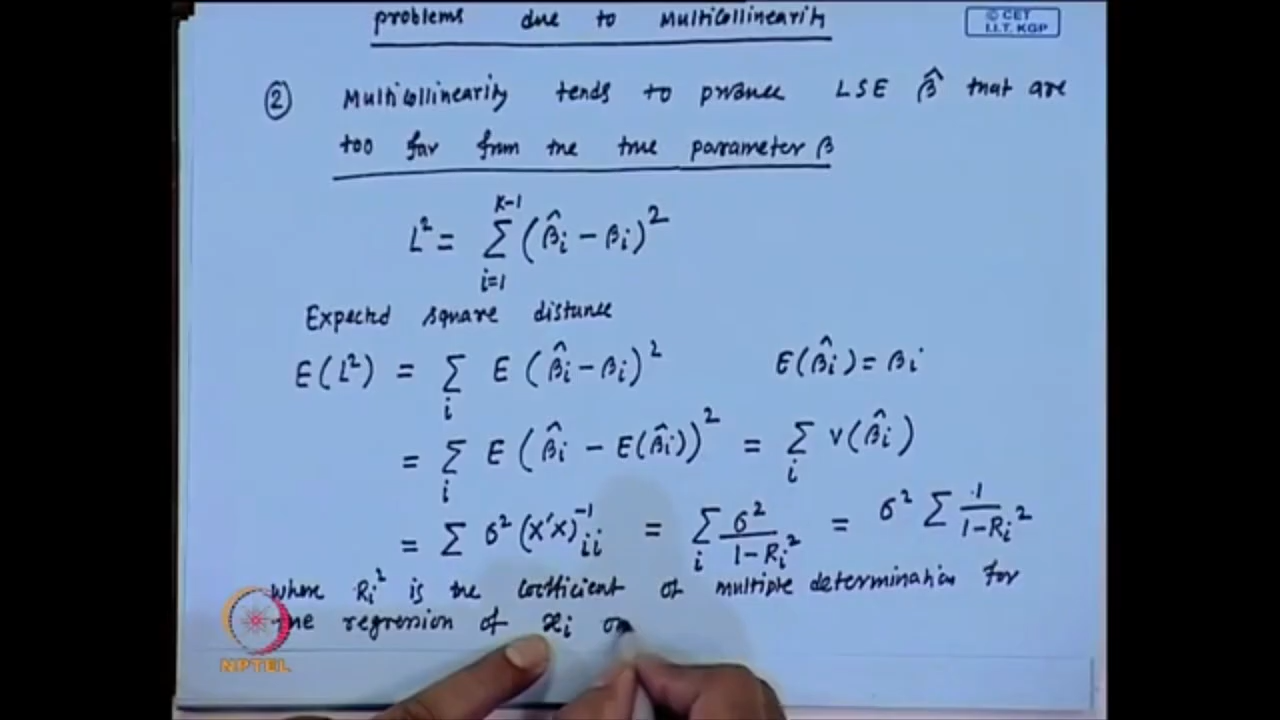 problems due to Multicollinearity
© CET
I.I.T. KGP
② Multicollinearity tends to produce LSE β̂ that are
too far from the true parameter β
L² = Σ_{i=1}^{K-1} (β̂i − βi)²
Expected square distance
E(L²) = Σ_i E(β̂i − βi)² E(β̂i) = βi
= Σ_i E(β̂i − E(β̂i))² = Σ_i V(β̂i)
= Σ σ² (X'X)⁻¹_ii = Σ_i σ²/(1−Ri²) = σ² Σ 1/(1−Ri²)
where Ri² is the coefficient of multiple determination for
the regression of xi on
NPTEL